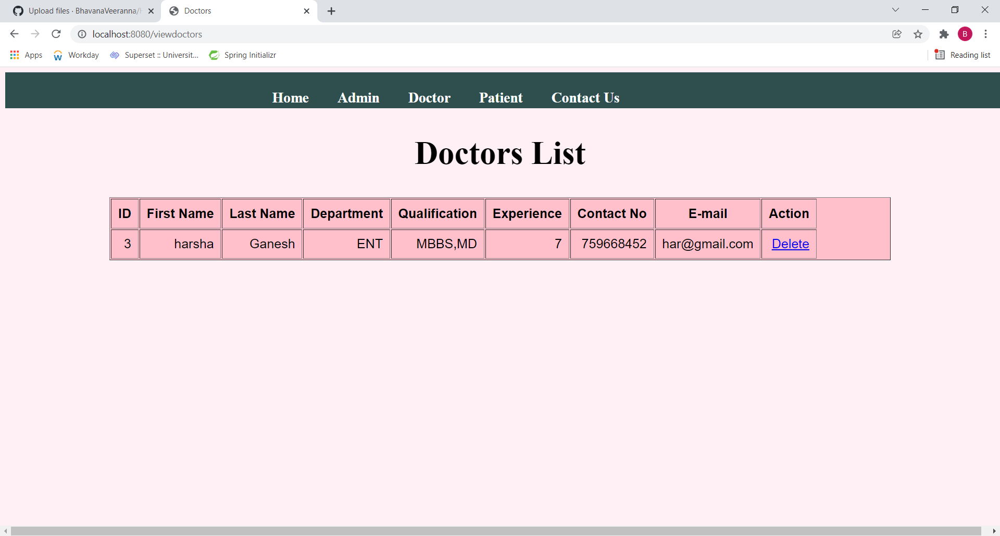 Upload files · BhavanaVeeranna/
Doctors
localhost:8080/viewdoctors
B
Apps
Workday
Superset :: Universit...
Spring Initializr
Reading list
Home Admin Doctor Patient Contact Us
Doctors List
ID First Name Last Name Department Qualification Experience Contact No E-mail Action
3 harsha Ganesh ENT MBBS,MD 7 759668452 har@gmail.com Delete